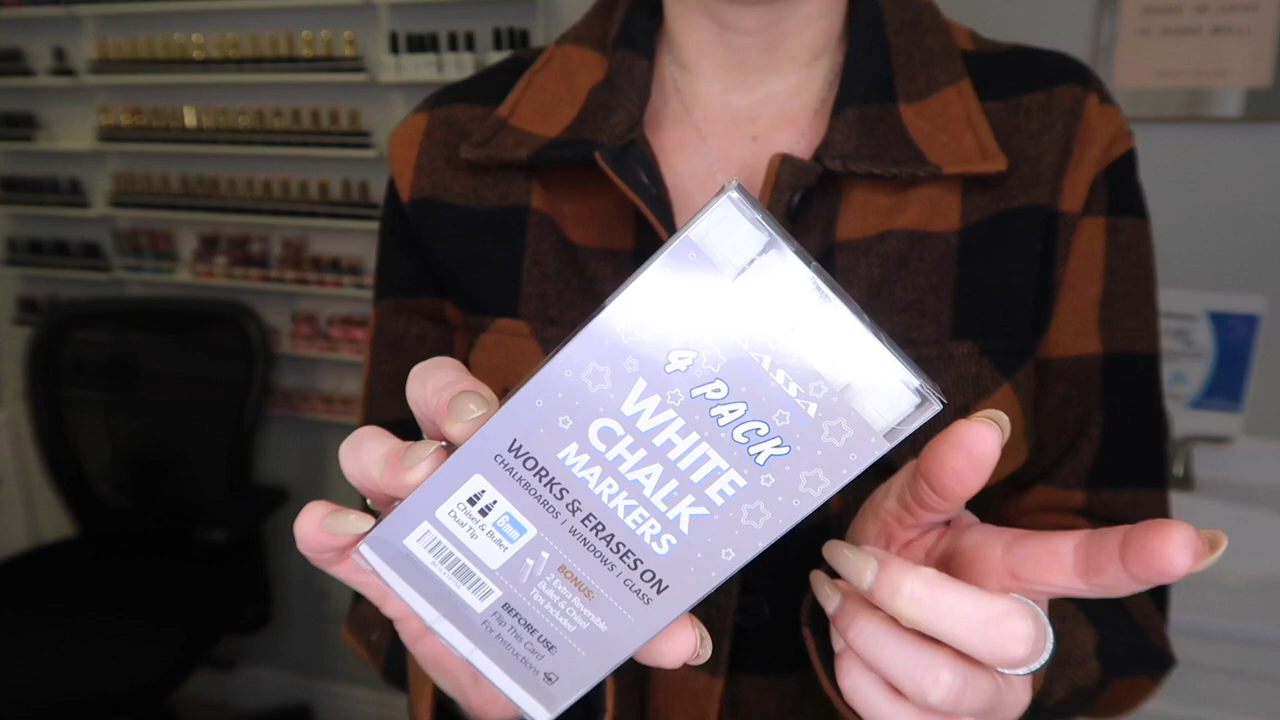 VASSA
4 PACK
WHITE
CHALK
MARKERS
WORKS & ERASES ON
CHALKBOARDS / WINDOWS / GLASS
6mm
Chisel & Bullet
Dual Tip
BONUS:
2 Extra Reversible
Bullet & Chisel
Tips Included
BEFORE USE:
Flip This Card
For Instructions